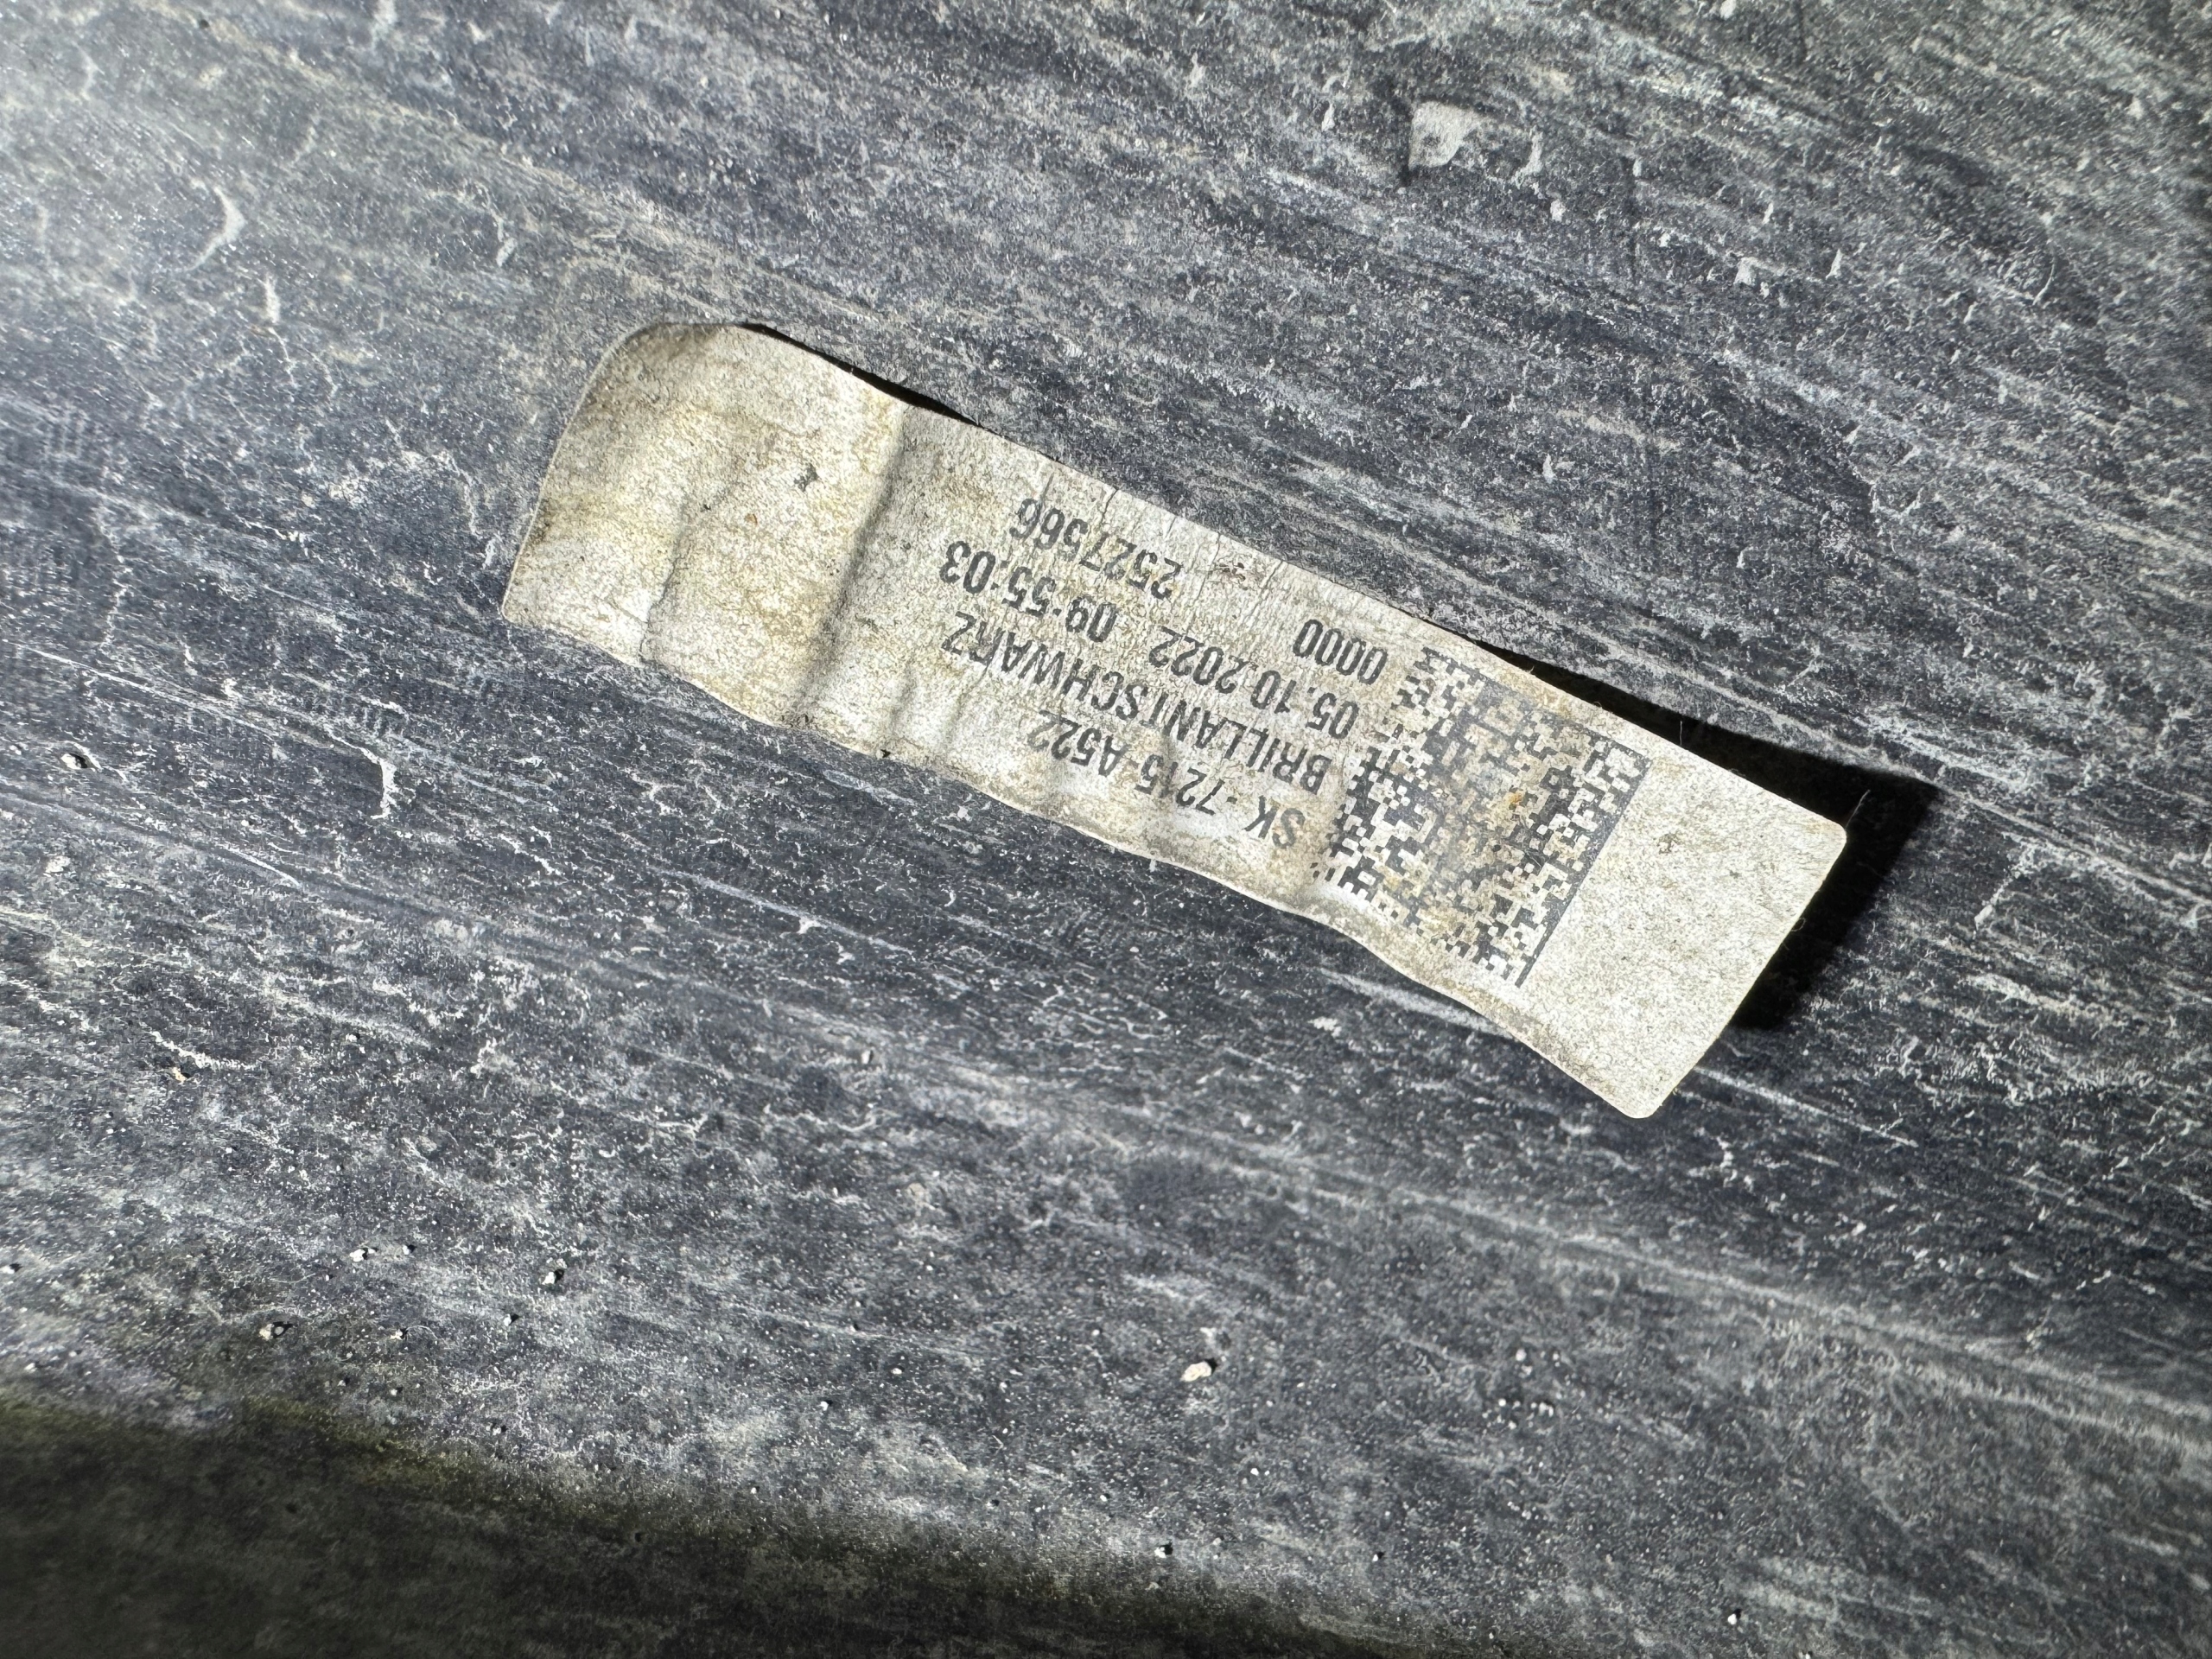 SK - 7215 A522
BRILLANTSCHWARZ
05.10.2022 09:55:03
0000 2527566